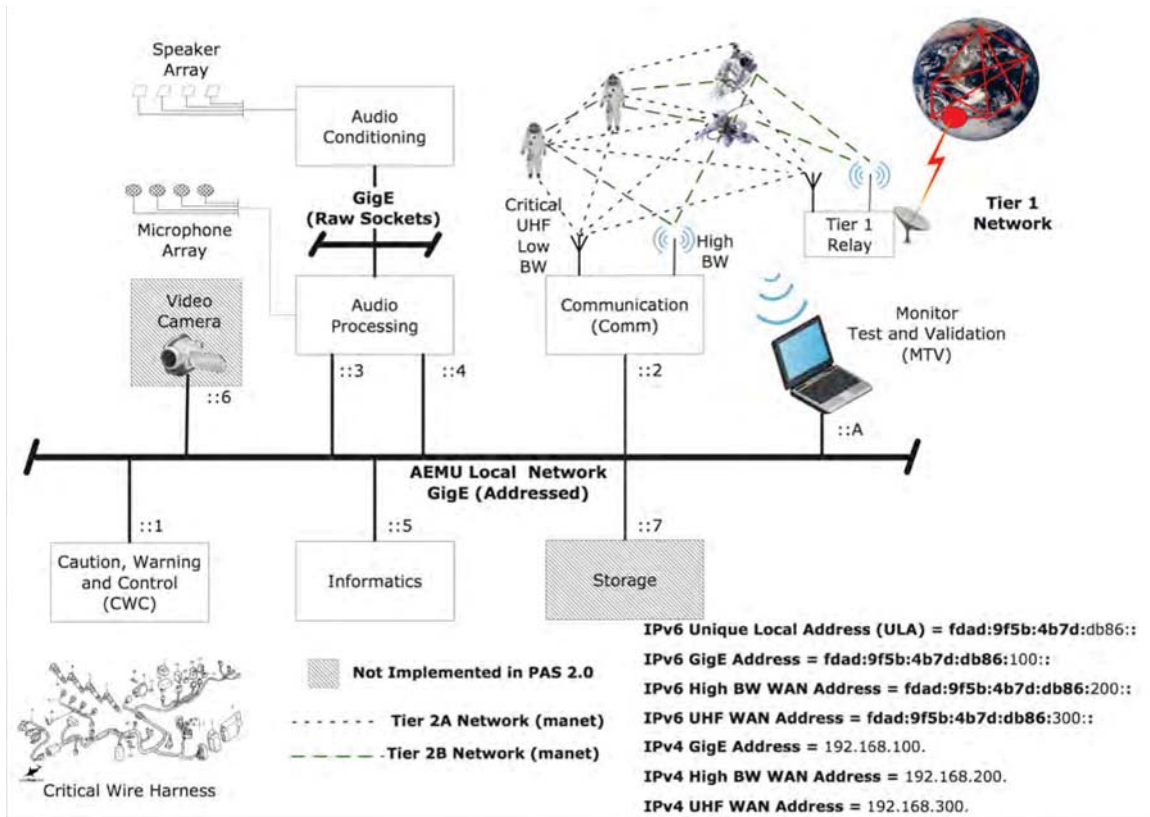 Speaker
Array
Audio
Conditioning
GigE
(Raw Sockets)
Microphone
Array
Video
Camera
Audio
Processing
Critical
UHF
Low
BW
High
BW
Communication
(Comm)
Tier 1
Relay
Tier 1
Network
Monitor
Test and Validation
(MTV)
::6
::3
::4
::2
::A
AEMU Local Network
GigE (Addressed)
::1
::5
::7
Caution, Warning
and Control
(CWC)
Informatics
Storage
Critical Wire Harness
Not Implemented in PAS 2.0
Tier 2A Network (manet)
Tier 2B Network (manet)
IPv6 Unique Local Address (ULA) = fdad:9f5b:4b7d:db86::
IPv6 GigE Address = fdad:9f5b:4b7d:db86:100::
IPv6 High BW WAN Address = fdad:9f5b:4b7d:db86:200::
IPv6 UHF WAN Address = fdad:9f5b:4b7d:db86:300::
IPv4 GigE Address = 192.168.100.
IPv4 High BW WAN Address = 192.168.200.
IPv4 UHF WAN Address = 192.168.300.